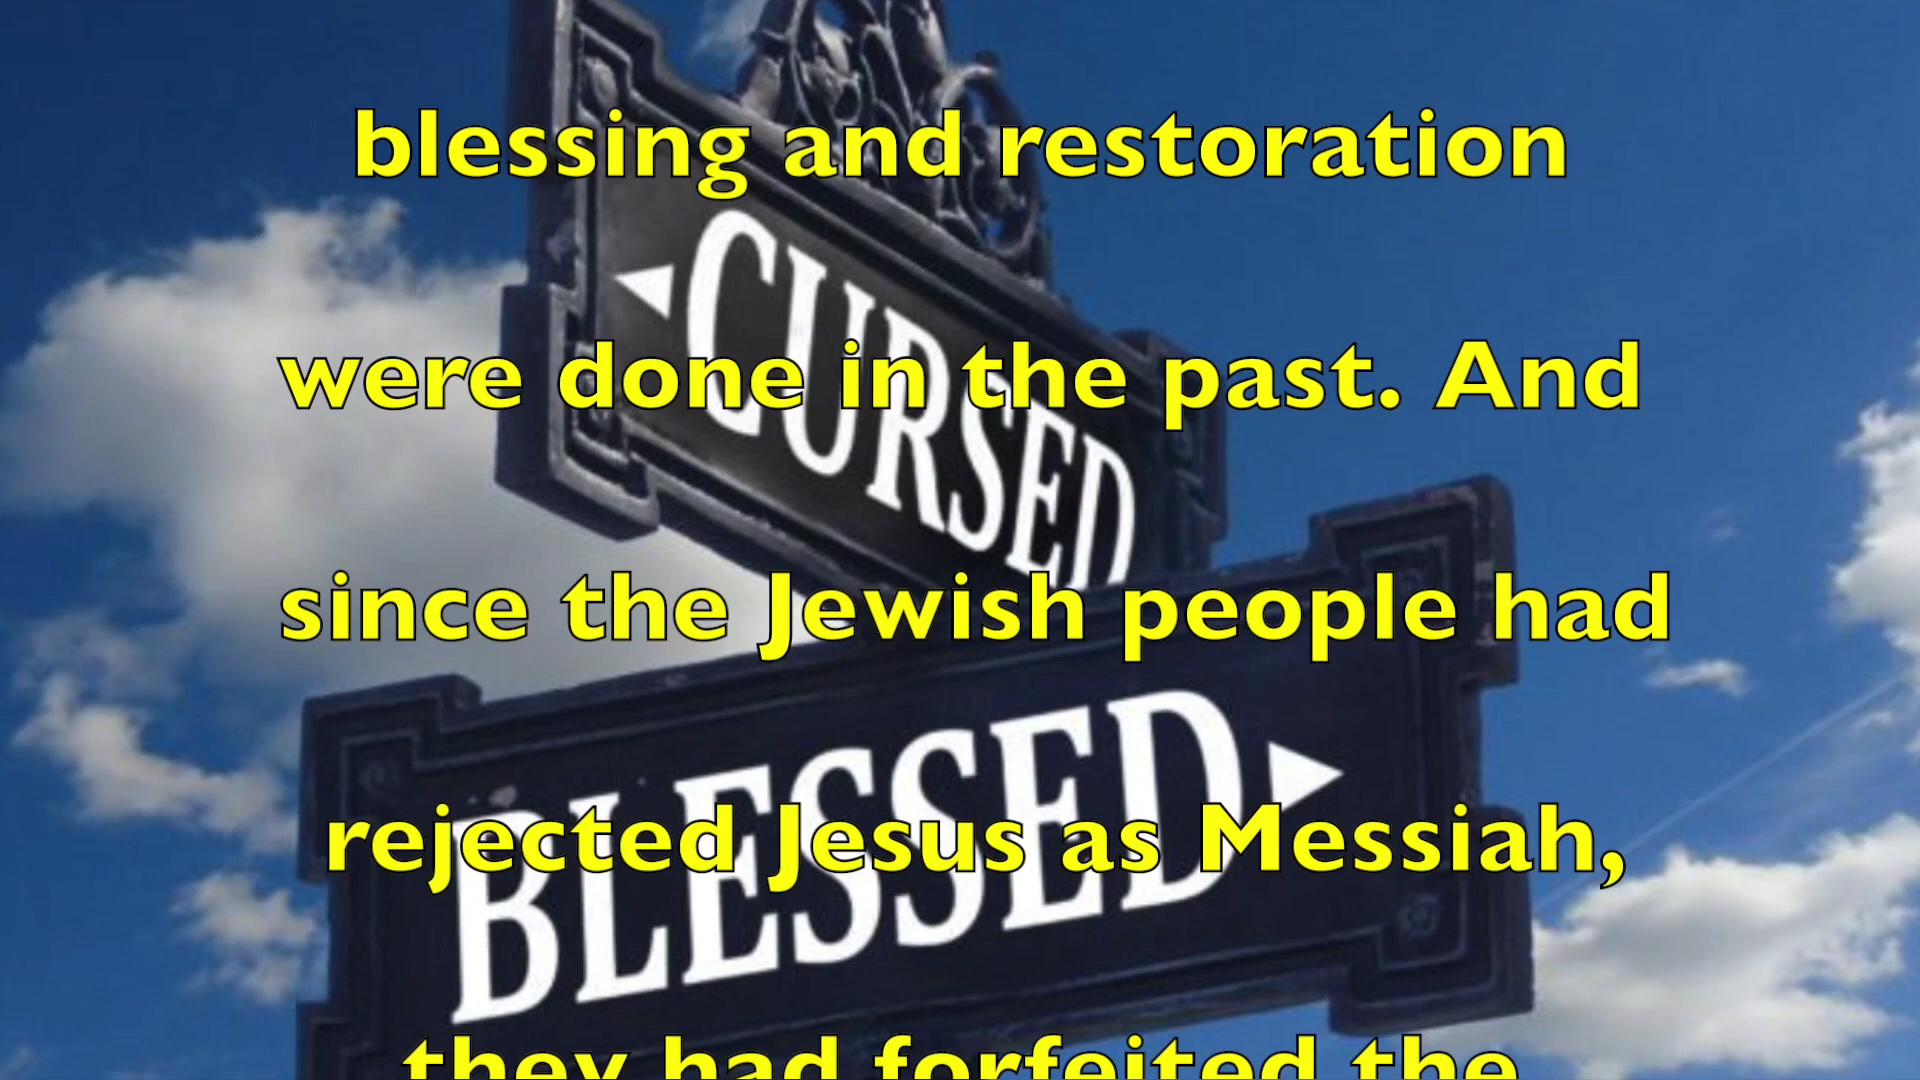 blessing and restoration
CURSED
were done in the past. And
since the Jewish people had
BLESSED
rejected Jesus as Messiah,
they had forfeited the